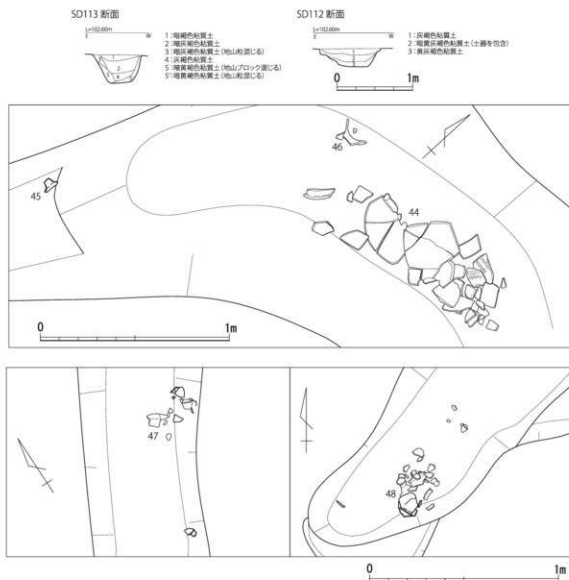 SD113 断面
L=102.60m
E W
1
2
3
4
5
1:暗褐色粘質土
2:暗灰褐色粘質土
3:暗灰褐色粘質土(地山粒混じる)
4:灰褐色粘質土
5:暗黄褐色粘質土(地山ブロック混じる)
5':暗黄褐色粘質土(地山粒混じる)
SD112 断面
L=102.60m
E W
1:灰褐色粘質土
2:暗黄灰褐色粘質土(土器を包含)
3:黄灰褐色粘質土
0 1m
45
46
44
0 1m
47
48
0 1m